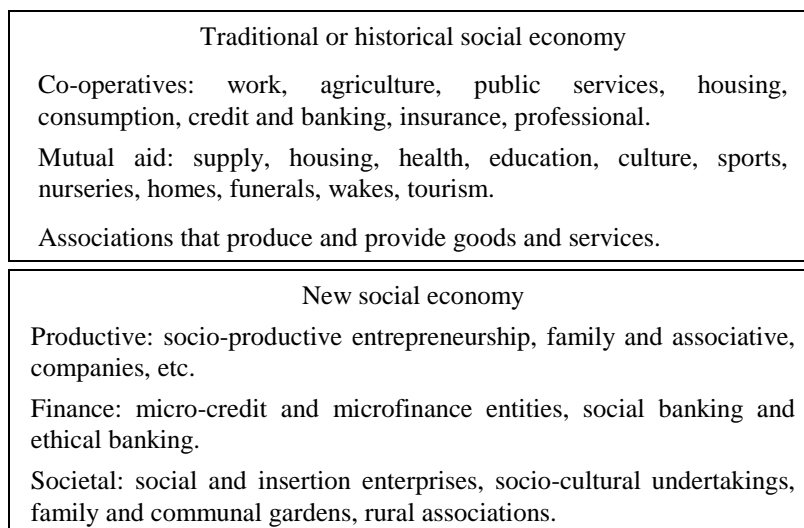 Traditional or historical social economy
Co-operatives: work, agriculture, public services, housing,
consumption, credit and banking, insurance, professional.
Mutual aid: supply, housing, health, education, culture, sports,
nurseries, homes, funerals, wakes, tourism.
Associations that produce and provide goods and services.
New social economy
Productive: socio-productive entrepreneurship, family and associative,
companies, etc.
Finance: micro-credit and microfinance entities, social banking and
ethical banking.
Societal: social and insertion enterprises, socio-cultural undertakings,
family and communal gardens, rural associations.